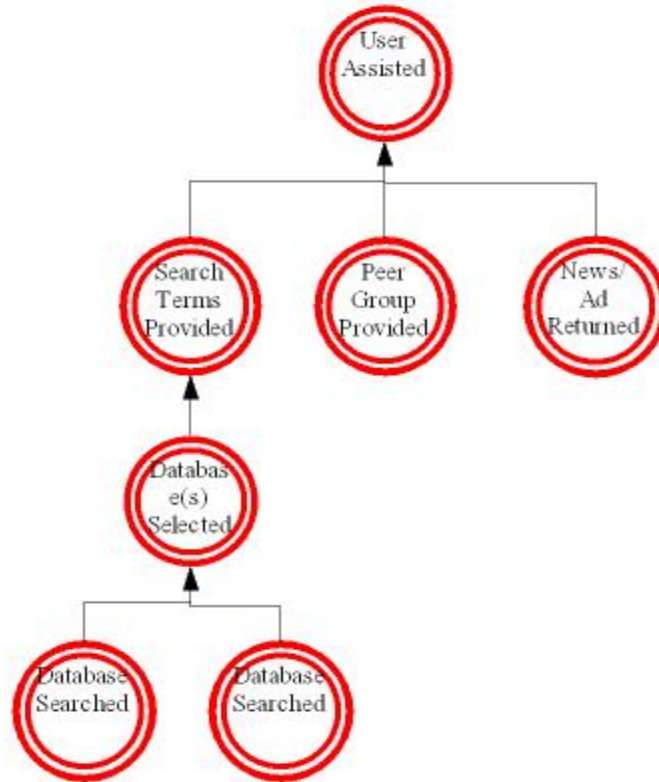 User
Assisted
Search
Terms
Provided
Peer
Group
Provided
News/
Ad
Returned
Databas
e(s)
Selected
Database
Searched
Database
Searched